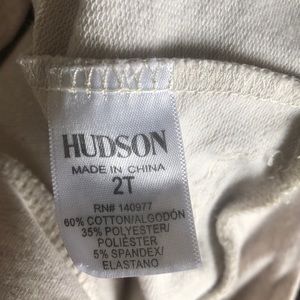 HUDSON
MADE IN CHINA
2T
RN# 140977
60% COTTON/ALGODÓN
35% POLYESTER/
POLIÉSTER
5% SPANDEX/
ELASTANO